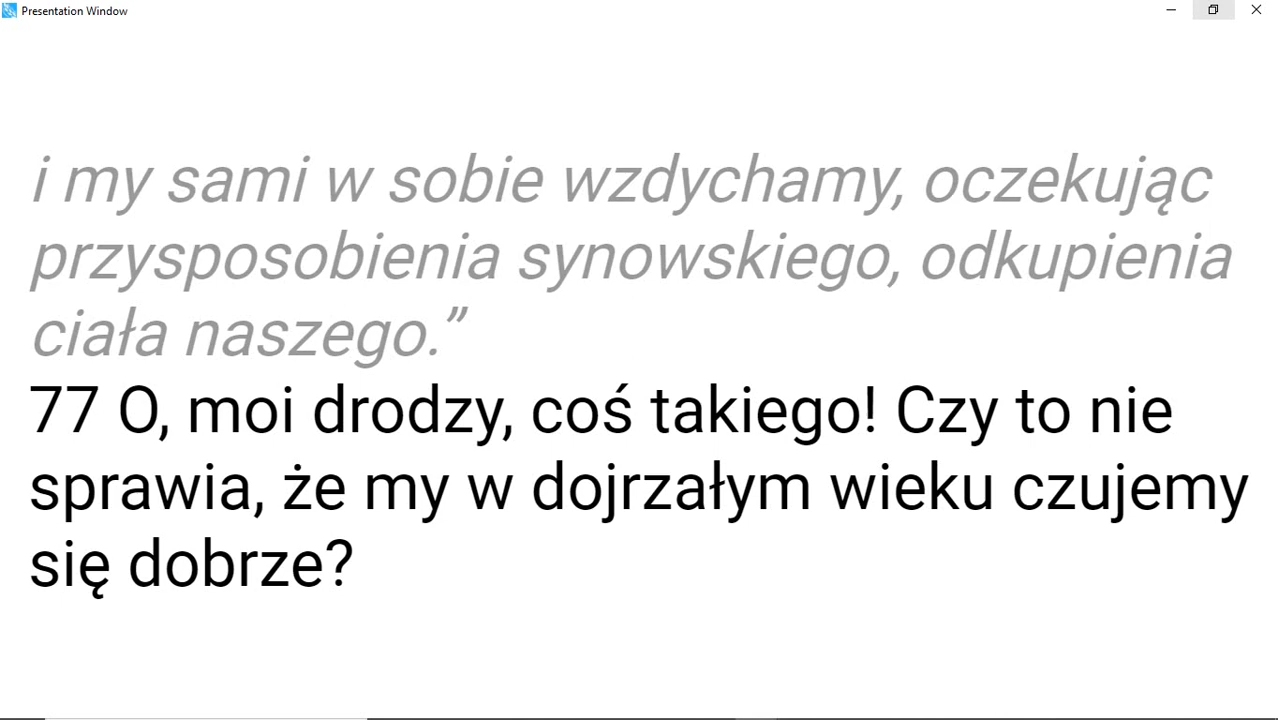 Presentation Window
i my sami w sobie wzdychamy, oczekując
przysposobienia synowskiego, odkupienia
ciała naszego.”
77 O, moi drodzy, coś takiego! Czy to nie
sprawia, że my w dojrzałym wieku czujemy
się dobrze?